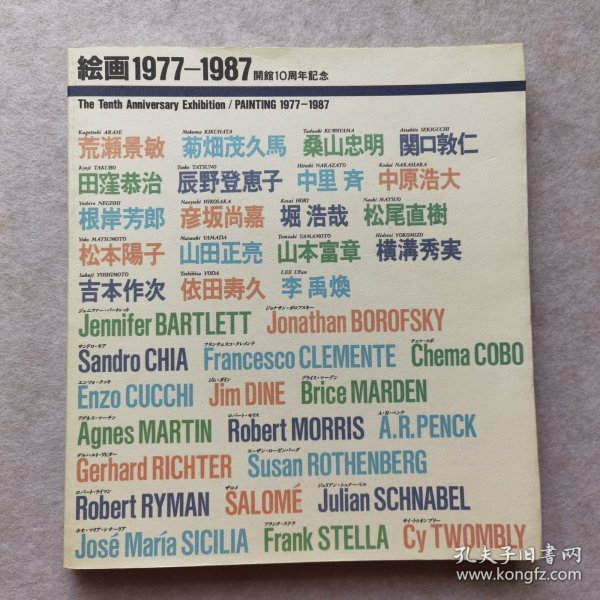 絵画1977–1987 開館10周年記念
The Tenth Anniversary Exhibition / PAINTING 1977–1987
Kagetoshi ARASE Mokuma KIKUHATA Tadaaki KUWAYAMA Atsuhito SEKIGUCHI
荒瀬景敏 菊畑茂久馬 桑山忠明 関口敦仁
Kyoji TAKUBO Toeko TATSUNO Hitoshi NAKAZATO Kodai NAKAHARA
田窪恭治 辰野登恵子 中里 斉 中原浩大
Yoshiro NEGISHI Naoyoshi HIKOSAKA Kosai HORI Naoki MATSUO
根岸芳郎 彦坂尚嘉 堀 浩哉 松尾直樹
Yoko MATSUMOTO Masaaki YAMADA Tomiaki YAMAMOTO Hidemi YOKOMIZO
松本陽子 山田正亮 山本富章 横溝秀実
Sakuji YOSHIMOTO Toshihisa YODA LEE UFan
吉本作次 依田寿久 李 禹煥
ジェニファー・バートレット ジョナサン・ボロフスキー
Jennifer BARTLETT Jonathan BOROFSKY
サンドロ・キア フランチェスコ・クレメンテ チェマ・コボ
Sandro CHIA Francesco CLEMENTE Chema COBO
エンツォ・クッキ ジム・ダイン ブライス・マーデン
Enzo CUCCHI Jim DINE Brice MARDEN
アグネス・マーチン ロバート・モリス A・R・ペンク
Agnes MARTIN Robert MORRIS A.R.PENCK
ゲルハルト・リヒター スーザン・ローゼンバーグ
Gerhard RICHTER Susan ROTHENBERG
ロバート・ライマン サロメ ジュリアン・シュナーベル
Robert RYMAN SALOMÉ Julian SCHNABEL
ホセ・マリア・シチーリア フランク・ステラ サイ・トゥオンブリー
José María SICILIA Frank STELLA Cy TWOMBLY
孔夫子旧书网
www.kongfz.com